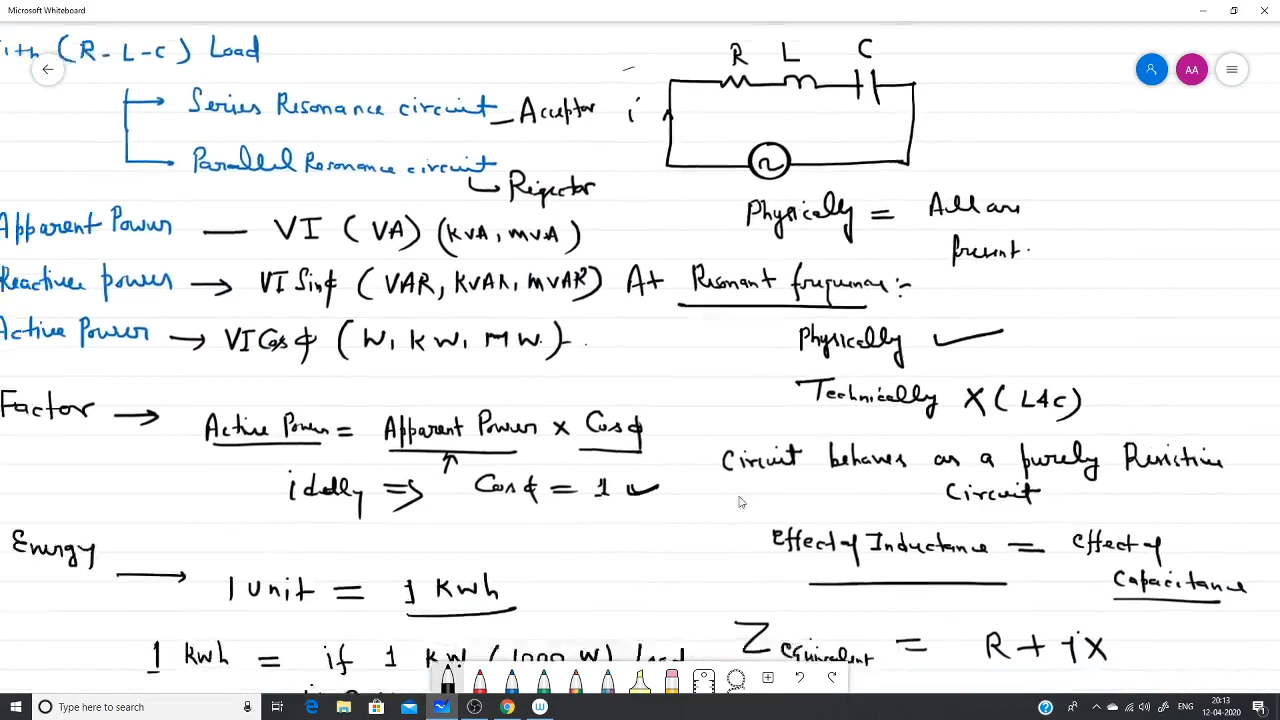 Microsoft Whiteboard
ith (R-L-C) Load
Series Resonance circuit - Acceptor
Parallel Resonance circuit
Rejector
Apparent Power — VI (VA) (KVA, MVA)
Reactive power → VI Sinϕ (VAR, KVAR, MVAR)
Active Power → VI Cosϕ (W, KW, MW)
Factor → Active Power = Apparent Power × Cosϕ
ideally ⇒ Cosϕ = 1 ✓
Energy → 1 unit = 1 Kwh
1 kwh = if 1 KW (1000 W) load
R L C
i
Physically = All are
present.
At Resonant frequency :-
Physically ✓
Technically X (L&C)
Circuit behaves as a purely Resistive
Circuit
Effect of Inductance = Effect of
Capacitance
Z equivalent = R + jX
AA
Type here to search
ENG
20:13
12-04-2020